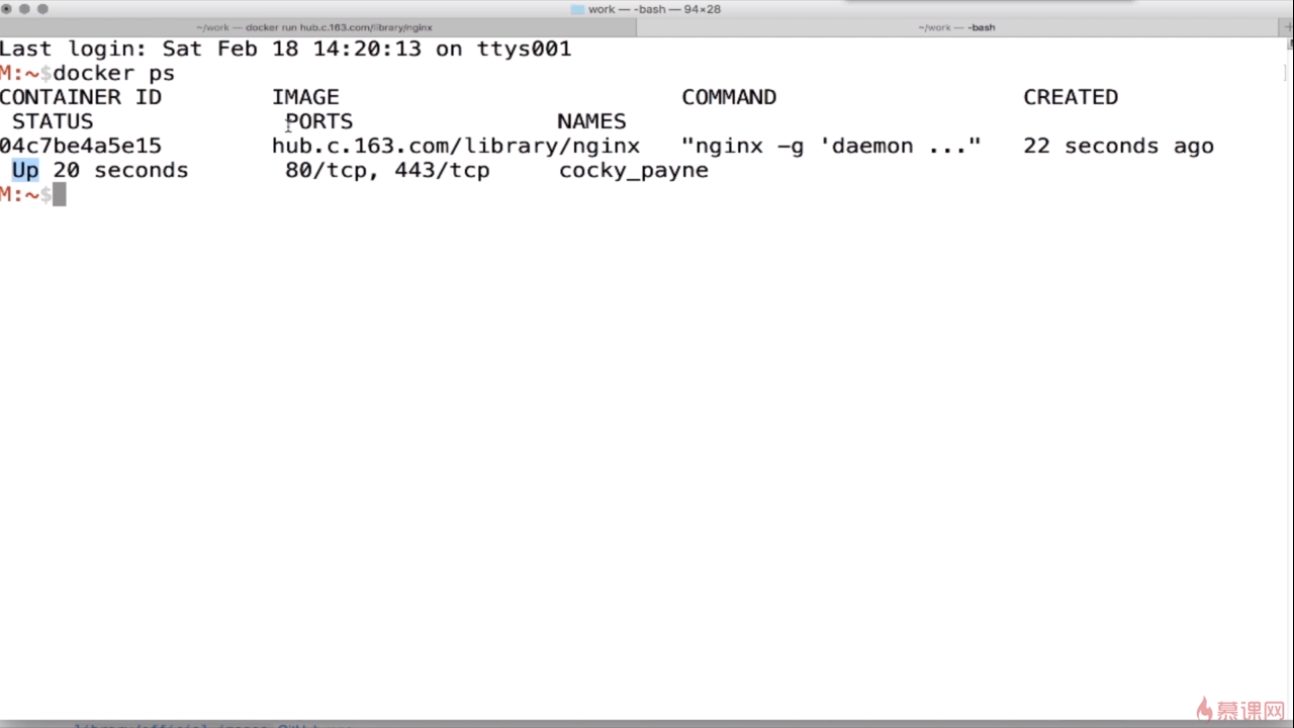 work — -bash — 94×28
~/work — docker run hub.c.163.com/library/nginx
~/work — -bash
Last login: Sat Feb 18 14:20:13 on ttys001
M:~$docker ps
CONTAINER ID IMAGE COMMAND CREATED
STATUS PORTS NAMES
04c7be4a5e15 hub.c.163.com/library/nginx "nginx -g 'daemon ..." 22 seconds ago
Up 20 seconds 80/tcp, 443/tcp cocky_payne
M:~$
慕课网